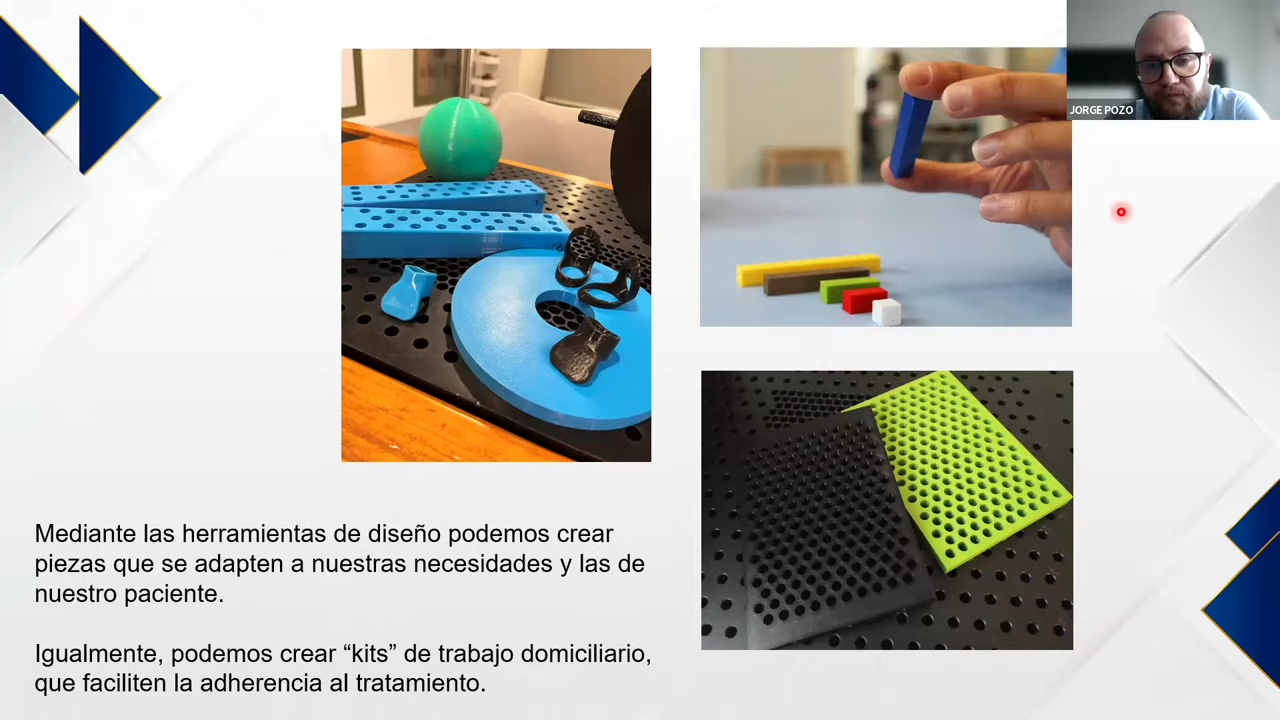 JORGE POZO
Mediante las herramientas de diseño podemos crear
piezas que se adapten a nuestras necesidades y las de
nuestro paciente.
Igualmente, podemos crear “kits” de trabajo domiciliario,
que faciliten la adherencia al tratamiento.